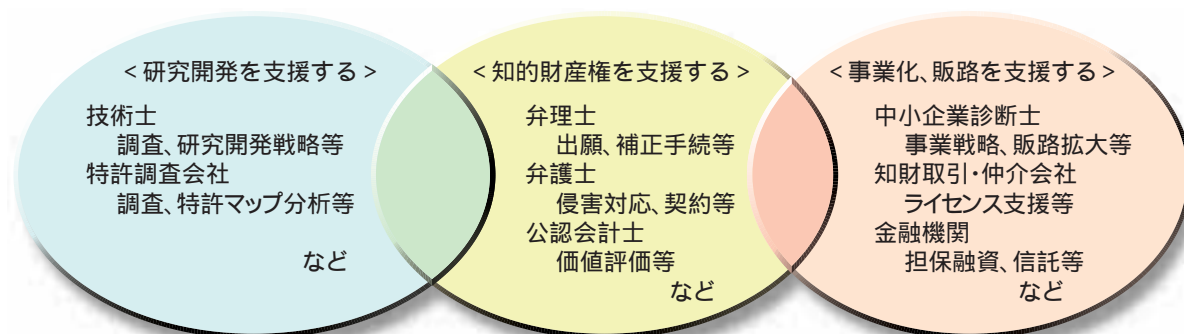 <研究開発を支援する>
技術士
調査、研究開発戦略等
特許調査会社
調査、特許マップ分析等
など
<知的財産権を支援する>
弁理士
出願、補正手続等
弁護士
侵害対応、契約等
公認会計士
価値評価等
など
<事業化、販路を支援する>
中小企業診断士
事業戦略、販路拡大等
知財取引・仲介会社
ライセンス支援等
金融機関
担保融資、信託等
など